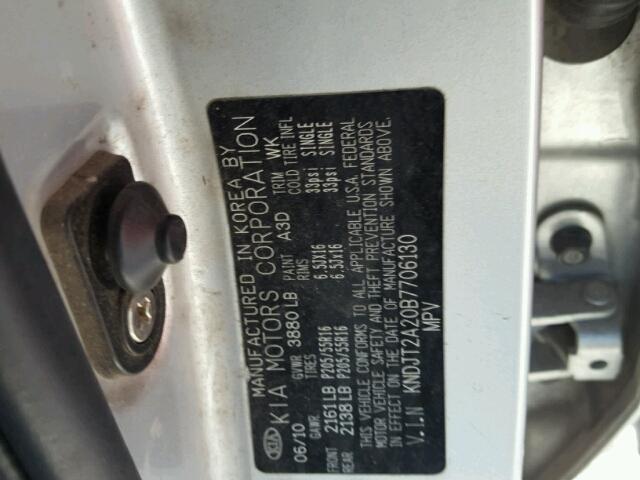 MANUFACTURED IN KOREA BY
KIA KIA MOTORS CORPORATION
06/10 GVWR 3880 LB PAINT A3D TRIM WK
GAWR TIRES RIMS COLD TIRE INFL
FRONT 2161LB P205/55R16 6.5JX16 33psi SINGLE
REAR 2138LB P205/55R16 6.5JX16 33psi SINGLE
THIS VEHICLE CONFORMS TO ALL APPLICABLE U.S.A. FEDERAL
MOTOR VEHICLE SAFETY AND THEFT PREVENTION STANDARDS
IN EFFECT ON THE DATE OF MANUFACTURE SHOWN ABOVE.
V.I.N KNDJT2A20B7706130
MPV